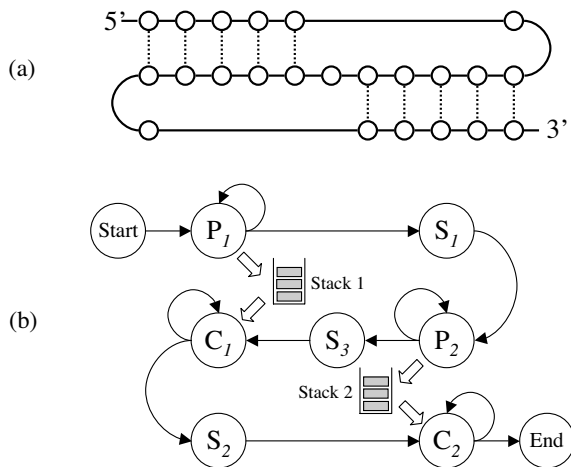 5'
(a)
3'
Start
P1
S1
Stack 1
(b)
C1
S3
P2
Stack 2
S2
C2
End